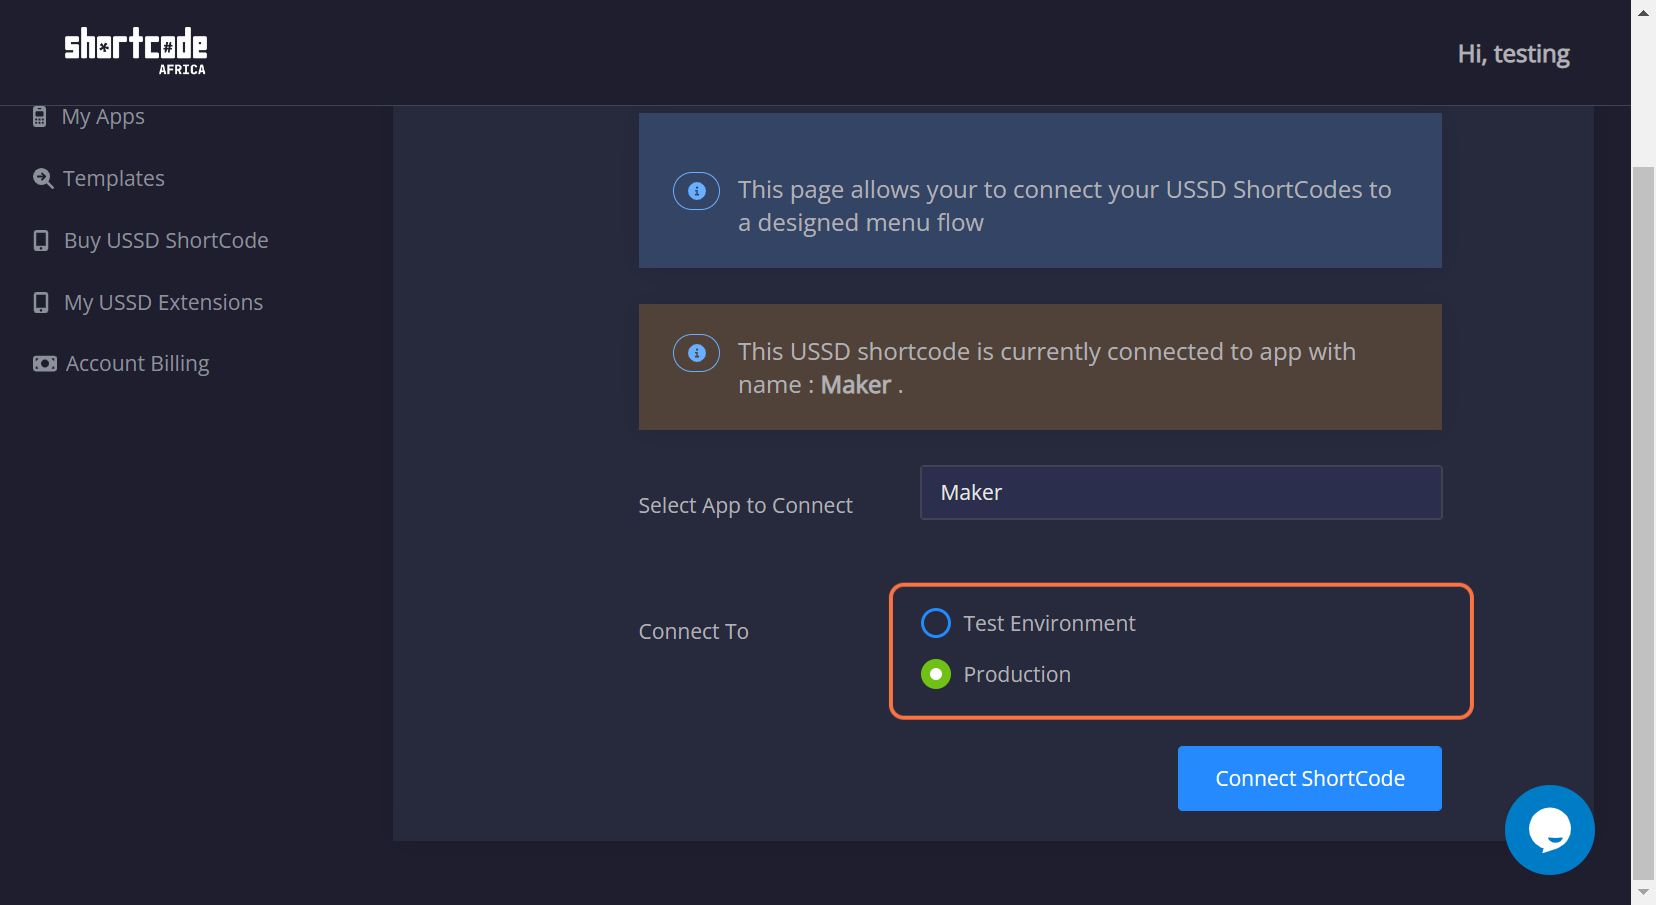 shortcode
AFRICA
Hi, testing
My Apps
Templates
Buy USSD ShortCode
My USSD Extensions
Account Billing
This page allows your to connect your USSD ShortCodes to
a designed menu flow
This USSD shortcode is currently connected to app with
name : Maker .
Select App to Connect
Maker
Connect To
Test Environment
Production
Connect ShortCode